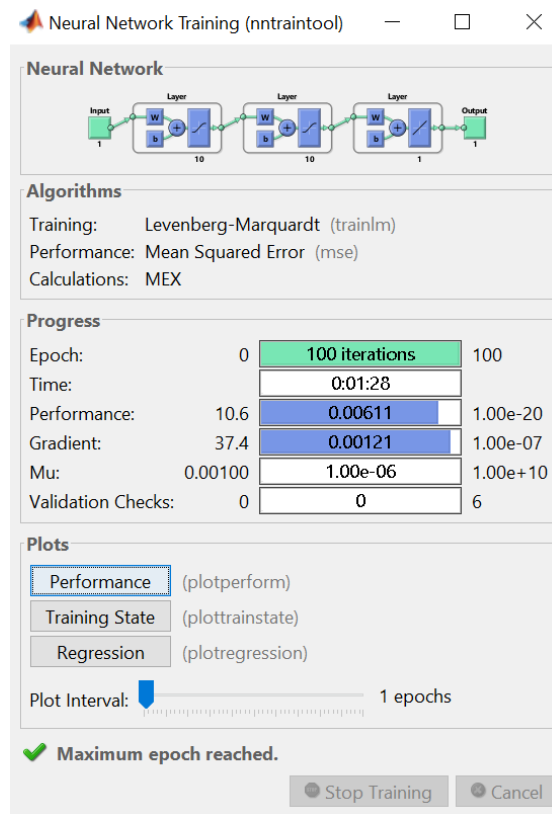 Neural Network Training (nntraintool)
Neural Network
Layer Layer Layer
Input Output
W W W
b b b
1 1
10 10 1
Algorithms
Training: Levenberg-Marquardt (trainlm)
Performance: Mean Squared Error (mse)
Calculations: MEX
Progress
Epoch: 0 100 iterations 100
Time: 0:01:28
Performance: 10.6 0.00611 1.00e-20
Gradient: 37.4 0.00121 1.00e-07
Mu: 0.00100 1.00e-06 1.00e+10
Validation Checks: 0 0 6
Plots
Performance (plotperform)
Training State (plottrainstate)
Regression (plotregression)
Plot Interval: 1 epochs
Maximum epoch reached.
Stop Training Cancel